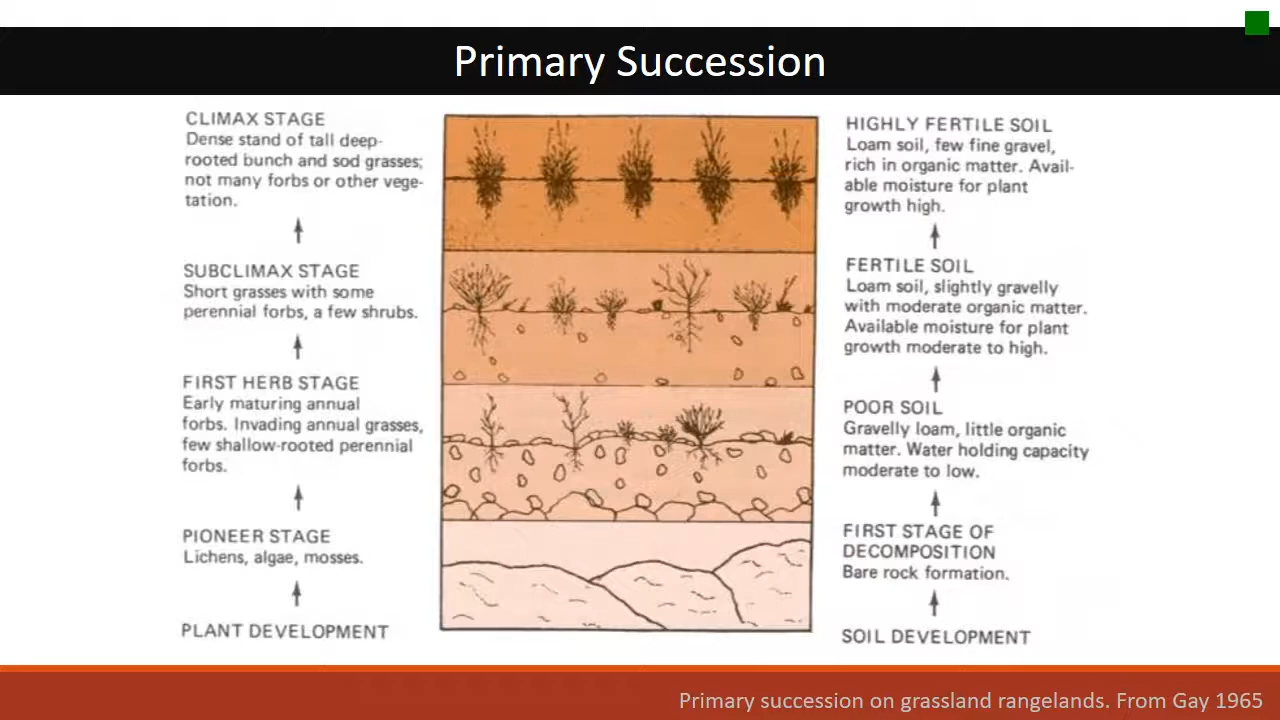 Primary Succession
CLIMAX STAGE
Dense stand of tall deep-
rooted bunch and sod grasses;
not many forbs or other vege-
tation.
SUBCLIMAX STAGE
Short grasses with some
perennial forbs, a few shrubs.
FIRST HERB STAGE
Early maturing annual
forbs. Invading annual grasses,
few shallow-rooted perennial
forbs.
PIONEER STAGE
Lichens, algae, mosses.
PLANT DEVELOPMENT
HIGHLY FERTILE SOIL
Loam soil, few fine gravel,
rich in organic matter. Avail-
able moisture for plant
growth high.
FERTILE SOIL
Loam soil, slightly gravelly
with moderate organic matter.
Available moisture for plant
growth moderate to high.
POOR SOIL
Gravelly loam, little organic
matter. Water holding capacity
moderate to low.
FIRST STAGE OF
DECOMPOSITION
Bare rock formation.
SOIL DEVELOPMENT
Primary succession on grassland rangelands. From Gay 1965